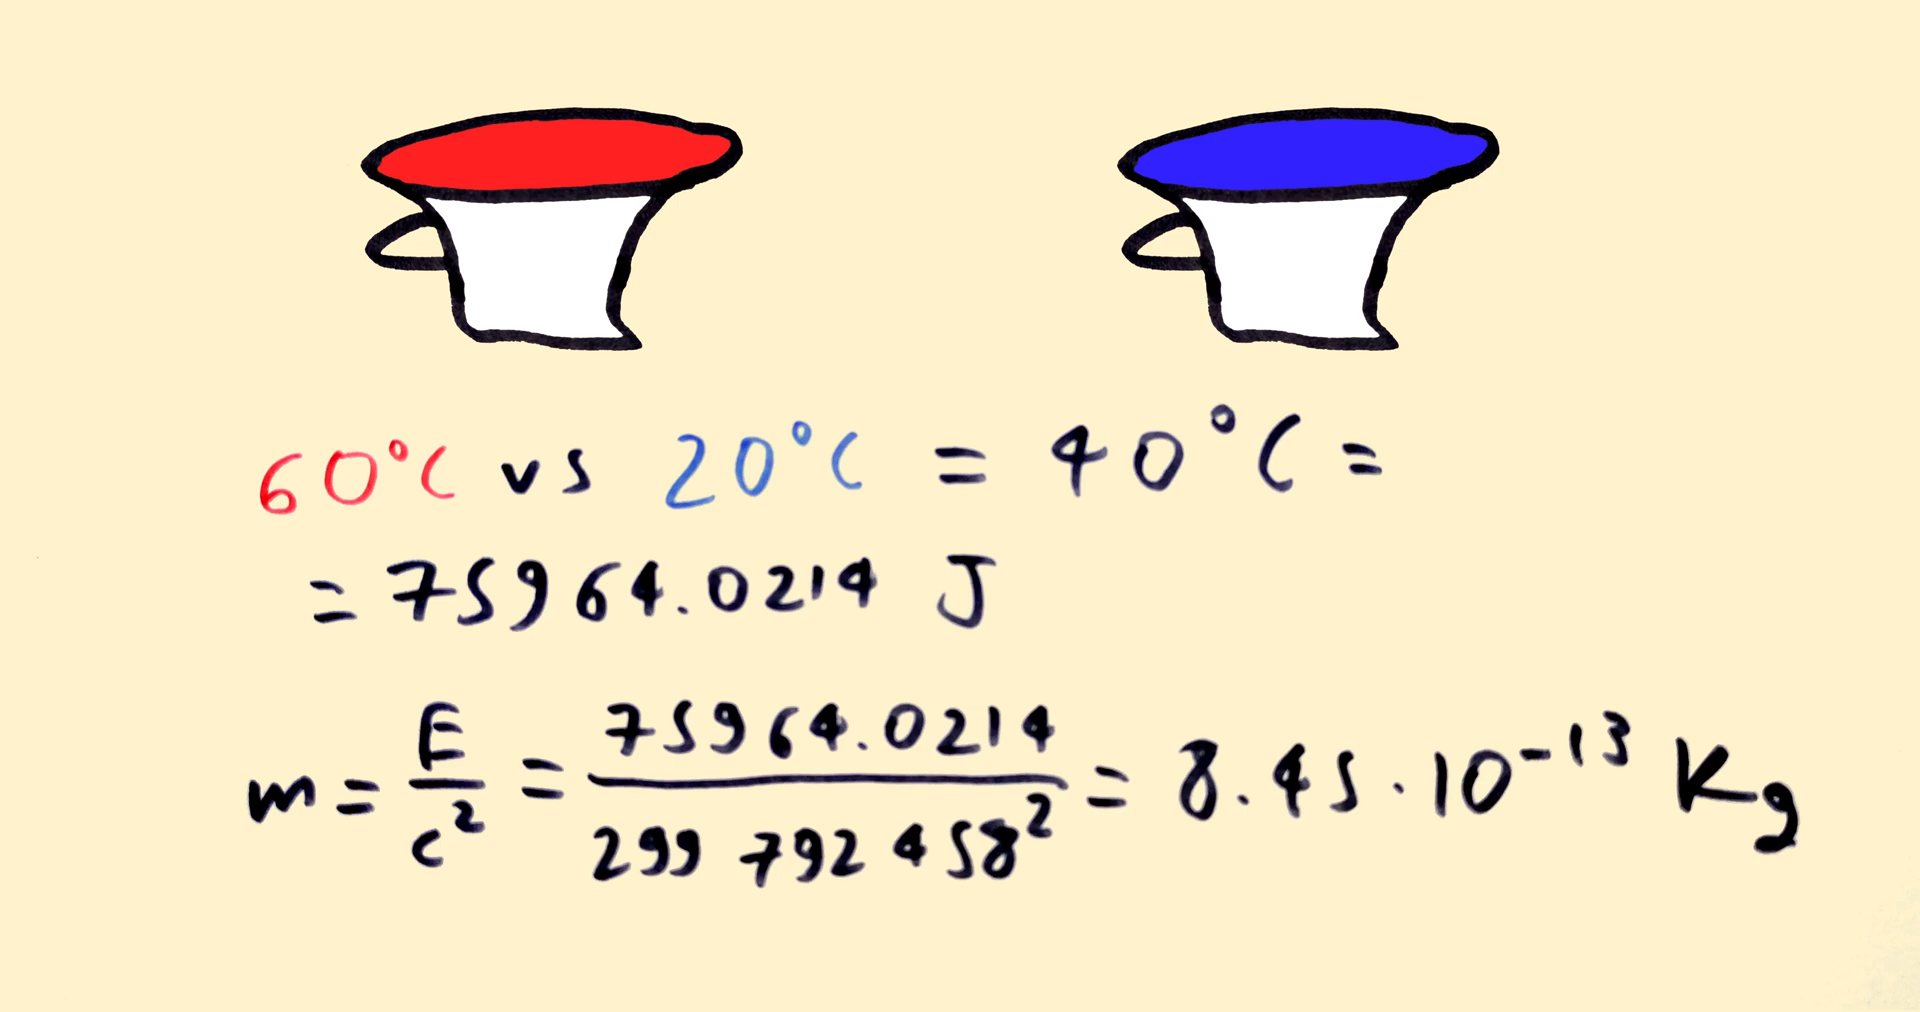 60°C vs 20°C = 40°C =
= 75964.0214 J
m = E/c² = 75964.0214/299 792 458² = 8.45·10⁻¹³ Kg